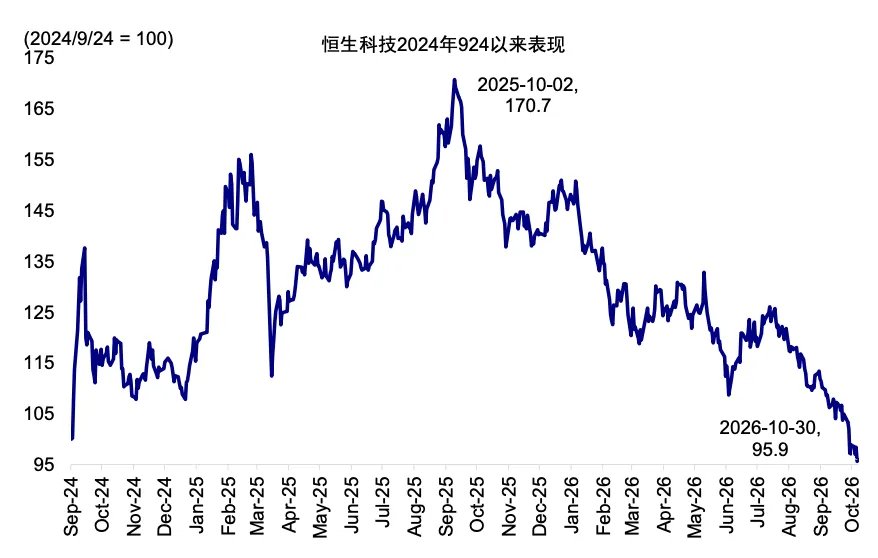 (2024/9/24 = 100)
恒生科技2024年924以来表现
175
165
155
145
135
125
115
105
95
2025-10-02,
170.7
2026-10-30,
95.9
Sep-24
Oct-24
Nov-24
Dec-24
Jan-25
Feb-25
Mar-25
Apr-25
May-25
Jun-25
Jul-25
Aug-25
Sep-25
Oct-25
Nov-25
Dec-25
Jan-26
Feb-26
Mar-26
Apr-26
May-26
Jun-26
Jul-26
Aug-26
Sep-26
Oct-26